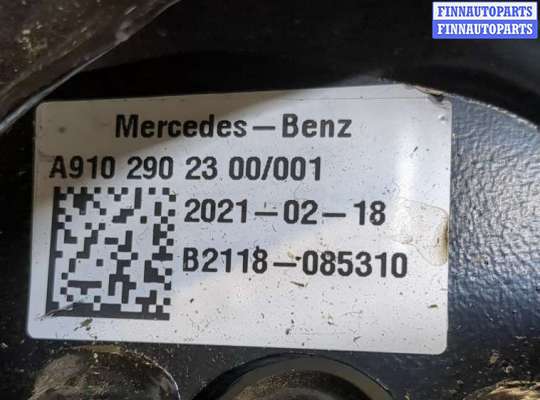 FINNAUTOPARTS
FINNAUTOPARTS
Mercedes-Benz
A910 290 23 00/001
2021-02-18
B2118-085310